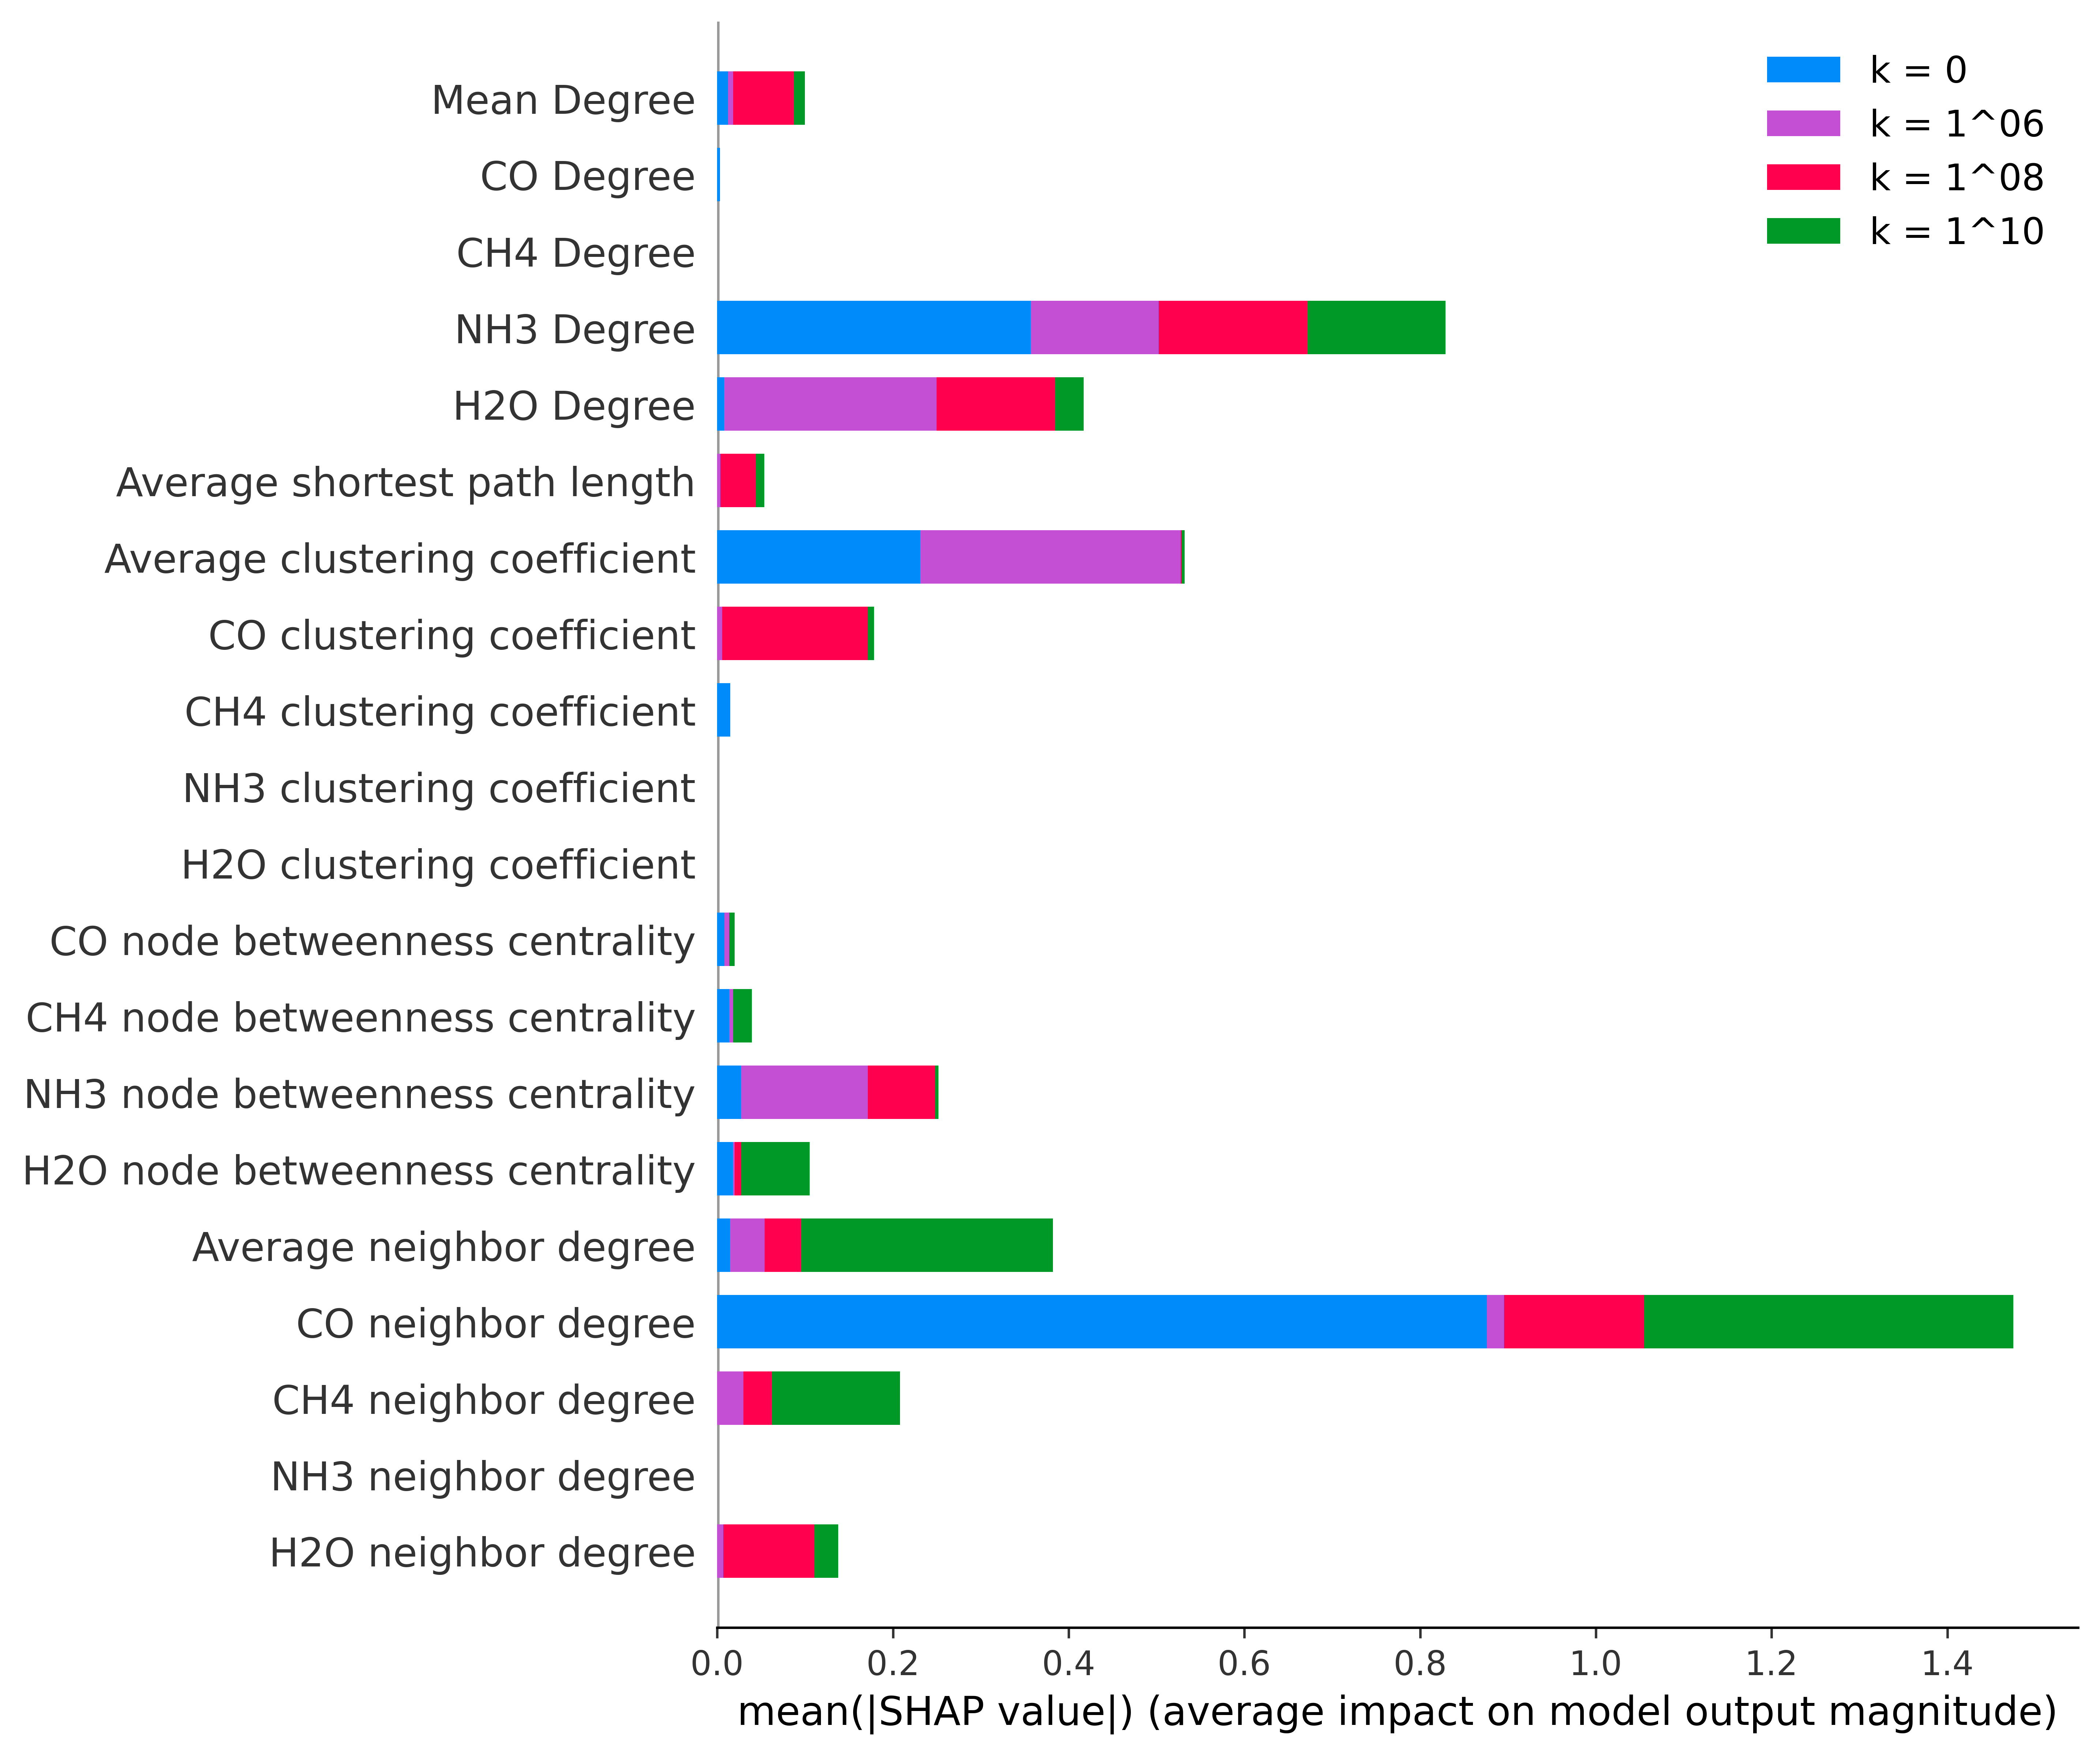 k = 0
k = 1^06
k = 1^08
k = 1^10
Mean Degree
CO Degree
CH4 Degree
NH3 Degree
H2O Degree
Average shortest path length
Average clustering coefficient
CO clustering coefficient
CH4 clustering coefficient
NH3 clustering coefficient
H2O clustering coefficient
CO node betweenness centrality
CH4 node betweenness centrality
NH3 node betweenness centrality
H2O node betweenness centrality
Average neighbor degree
CO neighbor degree
CH4 neighbor degree
NH3 neighbor degree
H2O neighbor degree
0.0 0.2 0.4 0.6 0.8 1.0 1.2 1.4
mean(|SHAP value|) (average impact on model output magnitude)